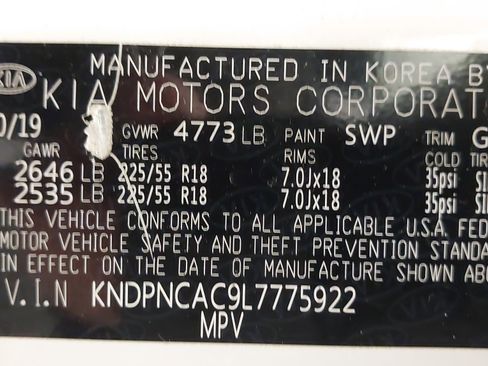 MANUFACTURED IN KOREA BY
KIA KIA MOTORS CORPORAT
0/19 GVWR 4773 LB PAINT SWP TRIM
GAWR TIRES RIMS COLD TIR
2646 LB 225/55 R18 7.0Jx18 35psi
2535 LB 225/55 R18 7.0Jx18 35psi
THIS VEHICLE CONFORMS TO ALL APPLICABLE U.S.A. FED
MOTOR VEHICLE SAFETY AND THEFT PREVENTION STANDA
IN EFFECT ON THE DATE OF MANUFACTURE SHOWN ABO
V.I.N KNDPNCAC9L7775922
MPV